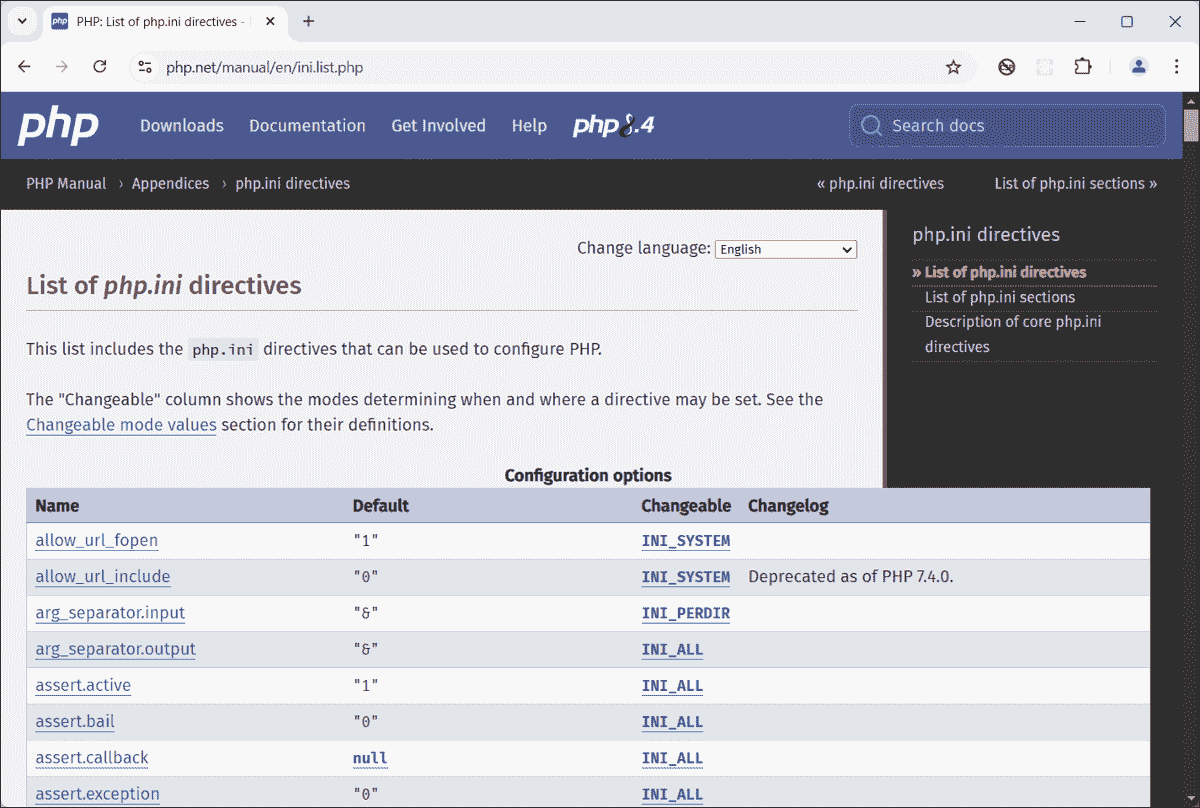 php PHP: List of php.ini directives -
php.net/manual/en/ini.list.php
php Downloads Documentation Get Involved Help php8.4 Search docs
PHP Manual › Appendices › php.ini directives « php.ini directives List of php.ini sections »
Change language: English
List of php.ini directives
This list includes the php.ini directives that can be used to configure PHP.
The "Changeable" column shows the modes determining when and where a directive may be set. See the
Changeable mode values section for their definitions.
php.ini directives
» List of php.ini directives
List of php.ini sections
Description of core php.ini
directives
Configuration options
Name Default Changeable Changelog
allow_url_fopen "1" INI_SYSTEM
allow_url_include "0" INI_SYSTEM Deprecated as of PHP 7.4.0.
arg_separator.input "&" INI_PERDIR
arg_separator.output "&" INI_ALL
assert.active "1" INI_ALL
assert.bail "0" INI_ALL
assert.callback null INI_ALL
assert.exception "0" INI_ALL